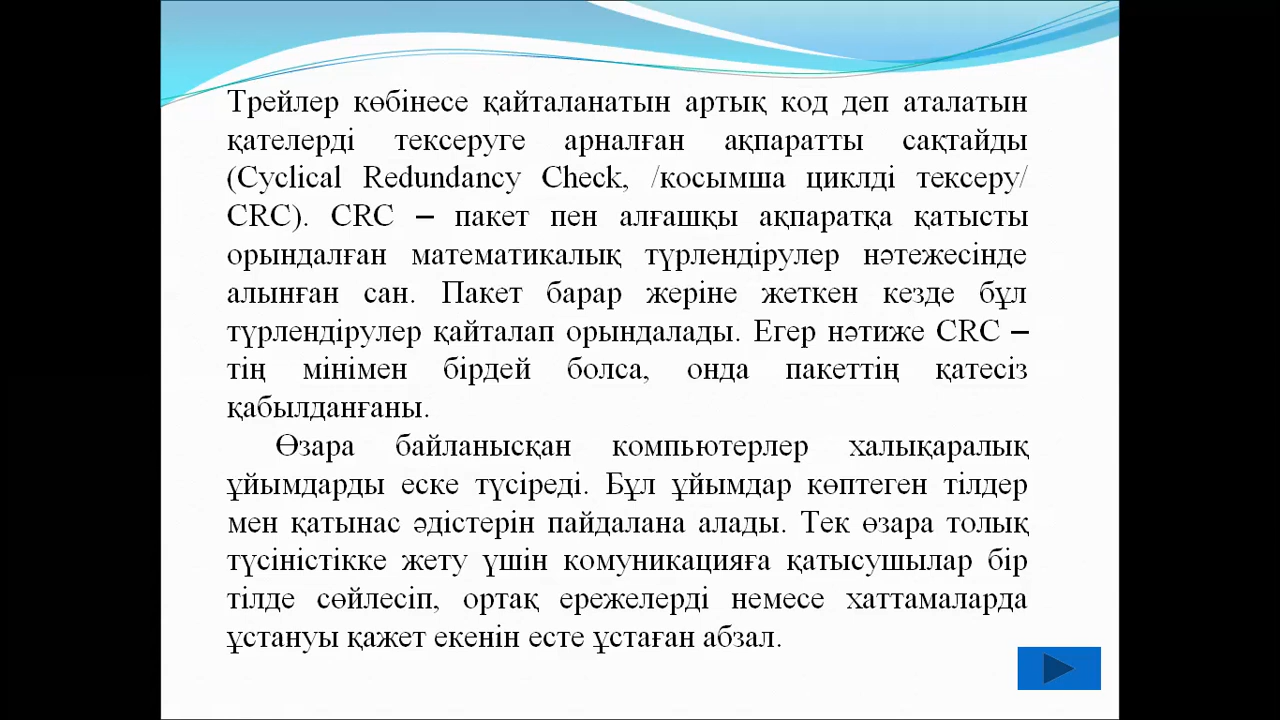 Трейлер көбінесе қайталанатын артық код деп аталатын
қателерді тексеруге арналған ақпаратты сақтайды
(Cyclical Redundancy Check, /косымша циклді тексеру/
CRC). CRC – пакет пен алғашқы ақпаратқа қатысты
орындалған математикалық түрлендірулер нәтежесінде
алынған сан. Пакет барар жеріне жеткен кезде бұл
түрлендірулер қайталап орындалады. Егер нәтиже CRC –
тің мінімен бірдей болса, онда пакеттің қатесіз
қабылданғаны.
Өзара байланысқан компьютерлер халықаралық
ұйымдарды еске түсіреді. Бұл ұйымдар көптеген тілдер
мен қатынас әдістерін пайдалана алады. Тек өзара толық
түсіністікке жету үшін комуникацияға қатысушылар бір
тілде сөйлесіп, ортақ ережелерді немесе хаттамаларда
ұстануы қажет екенін есте ұстаған абзал.